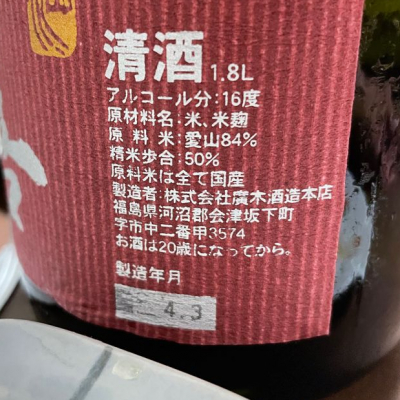 清酒 1.8L
アルコール分:16度
原材料名:米、米麹
原料米:愛山84%
精米歩合:50%
原料米は全て国産
製造者:株式会社廣木酒造本店
福島県河沼郡会津坂下町
字市中二番甲3574
お酒は20歳になってから。
製造年月
4.3